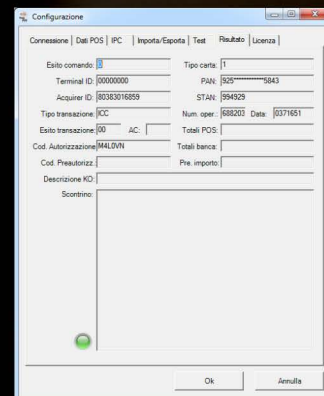 Configurazione
Connessione Dati POS IPC Importa/Esporta Test Risultato Licenza
Esito comando: 0 Tipo carta: 1
Terminal ID: 00000000 PAN: 925************5843
Acquirer ID: 80383016859 STAN: 994929
Tipo transazione: ICC Num. oper.: 688203 Data: 0371651
Esito transazione: 00 AC: Totali POS:
Cod. Autorizzazione M4L0VN Totali banca:
Cod. Preautorizz.: Pre. importo:
Descrizione KO:
Scontrino:
Ok Annulla